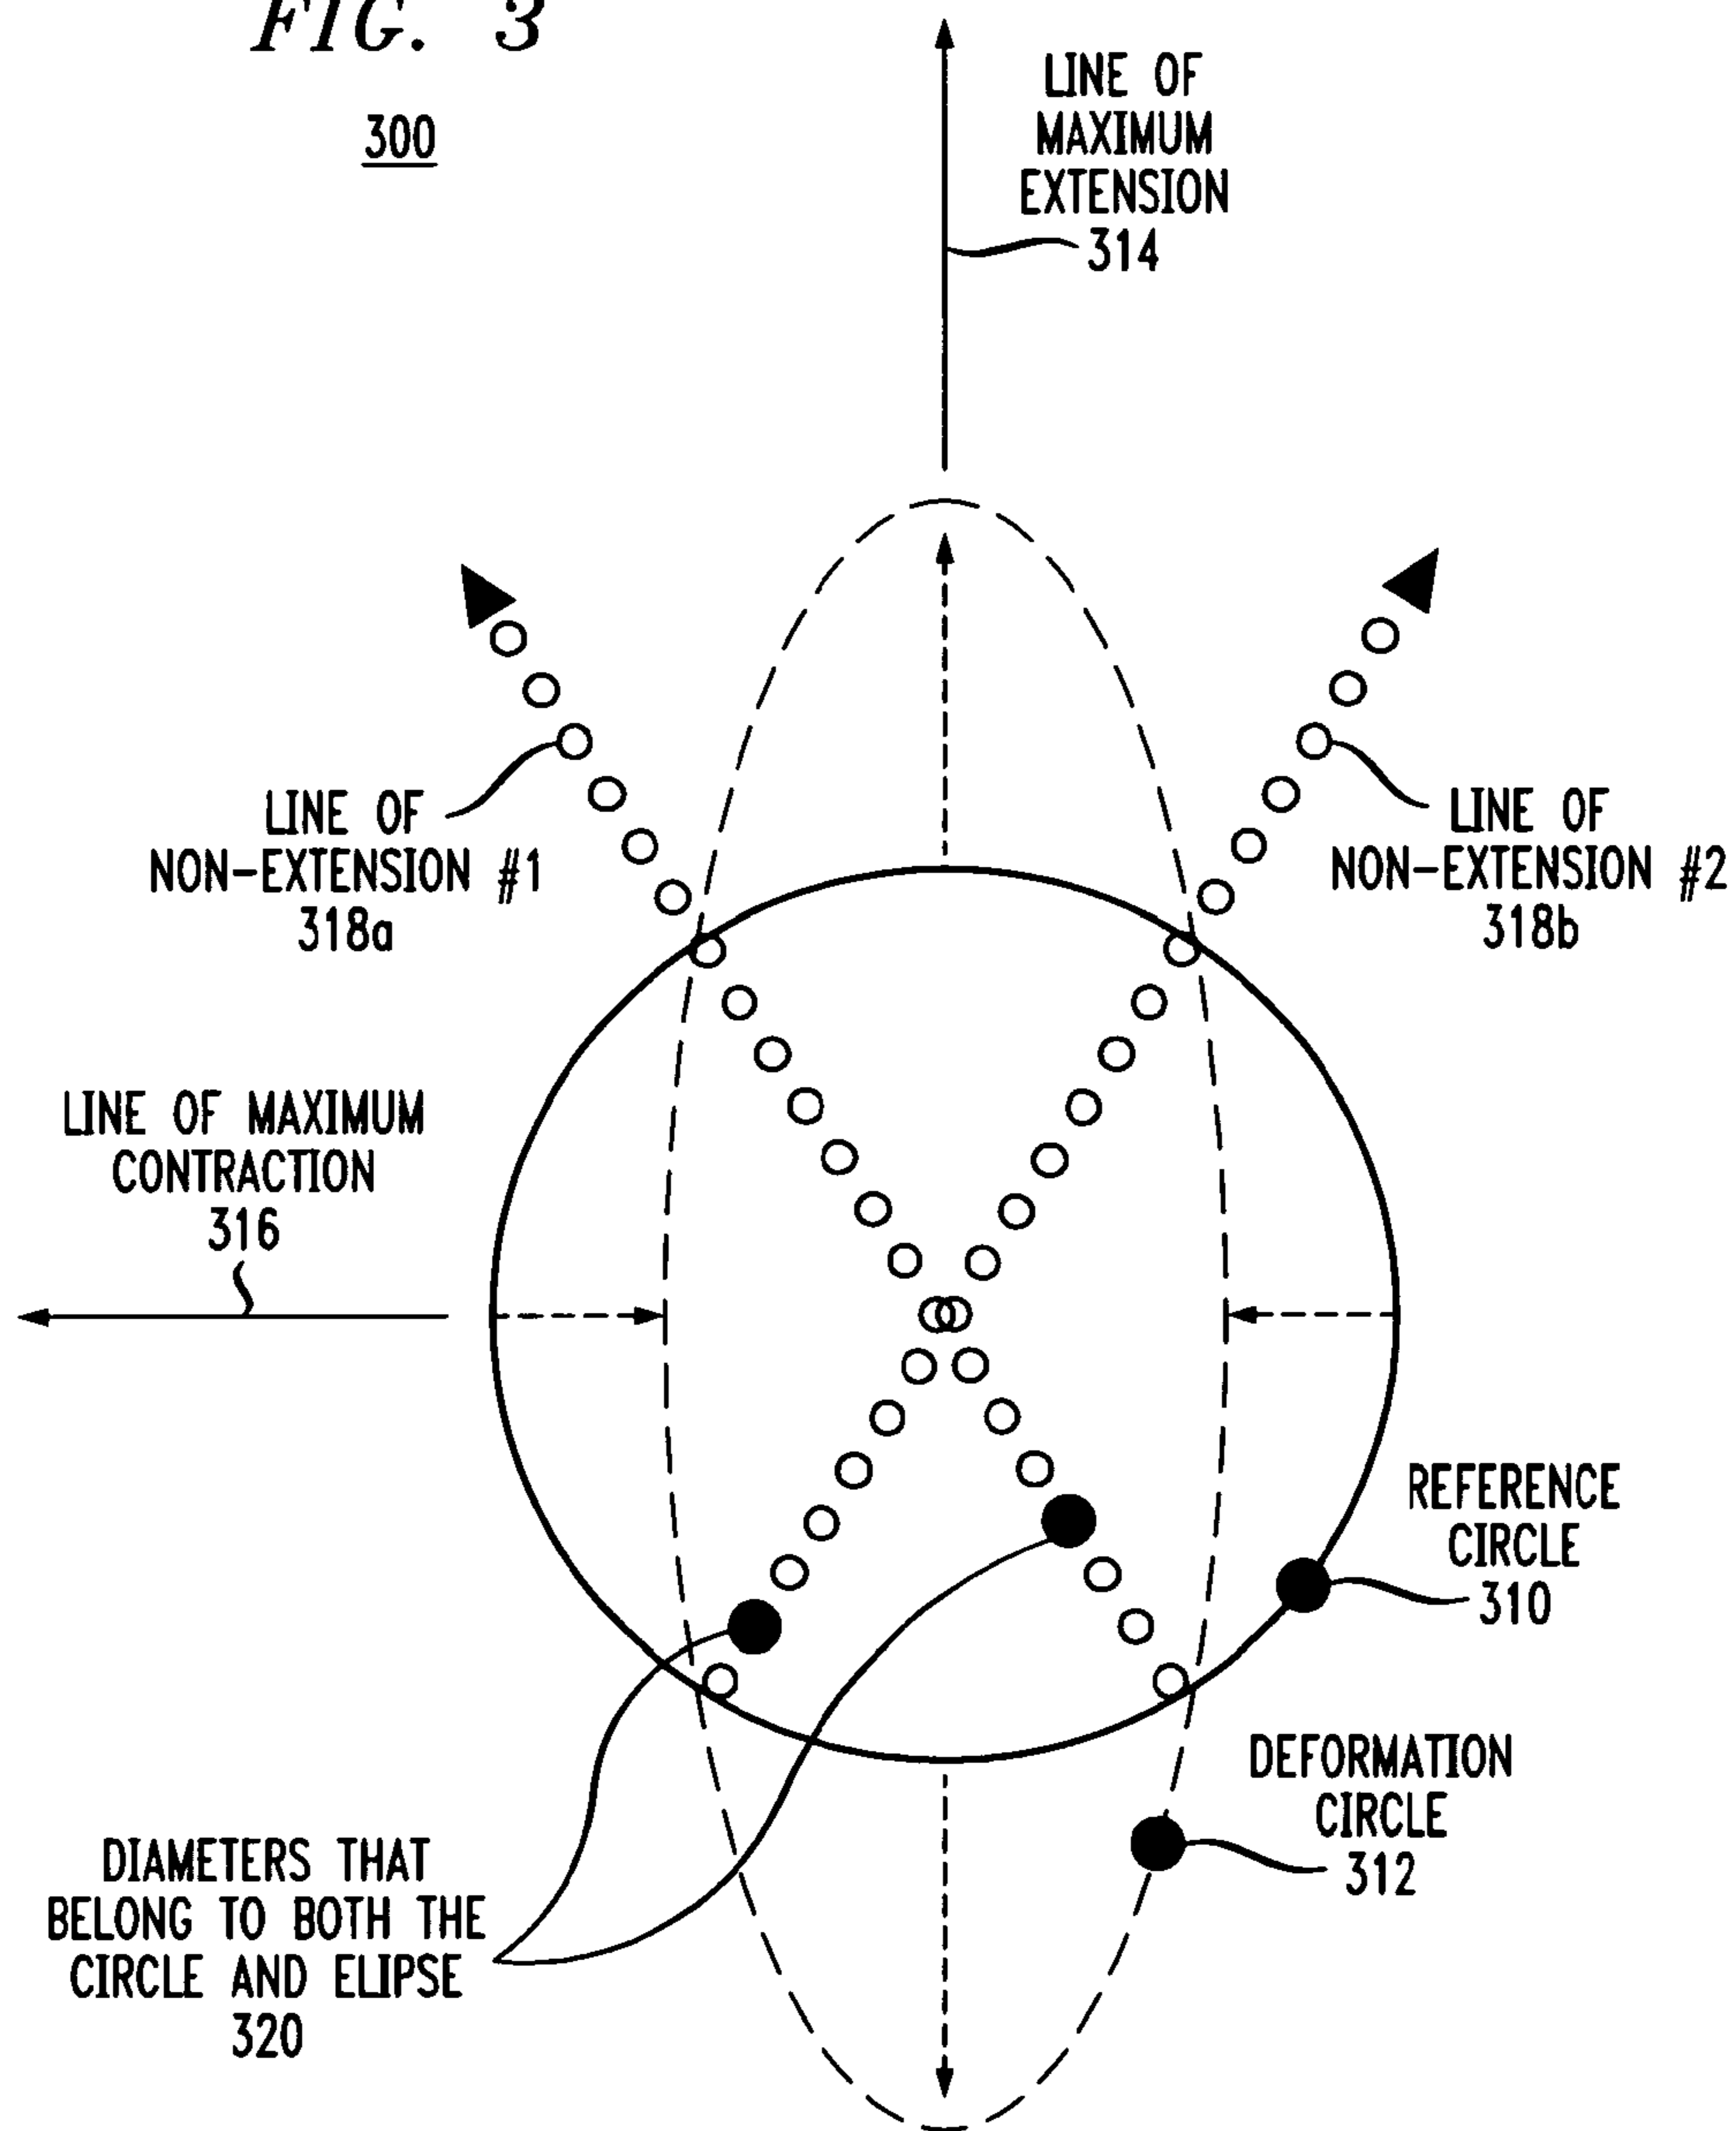 FIG. 3
300
LINE OF
MAXIMUM
EXTENSION
314
LINE OF
NON-EXTENSION #1
318a
LINE OF
NON-EXTENSION #2
318b
LINE OF MAXIMUM
CONTRACTION
316
REFERENCE
CIRCLE
310
DEFORMATION
CIRCLE
312
DIAMETERS THAT
BELONG TO BOTH THE
CIRCLE AND ELIPSE
320